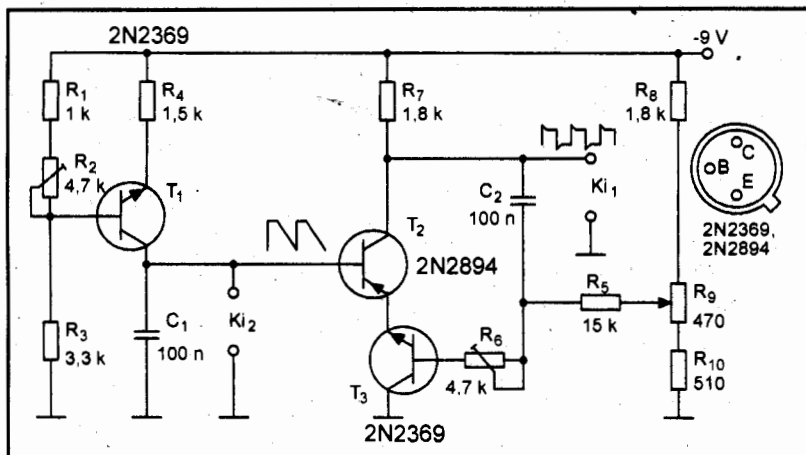 2N2369
-9 V
R1
1 k
R4
1,5 k
R7
1,8 k
R8
1,8 k
R2
4,7 k
T1
C2
100 n
Ki1
C
B
E
2N2369,
2N2894
T2
2N2894
R3
3,3 k
C1
100 n
Ki2
R5
15 k
R9
470
R6
4,7 k
T3
R10
510
2N2369